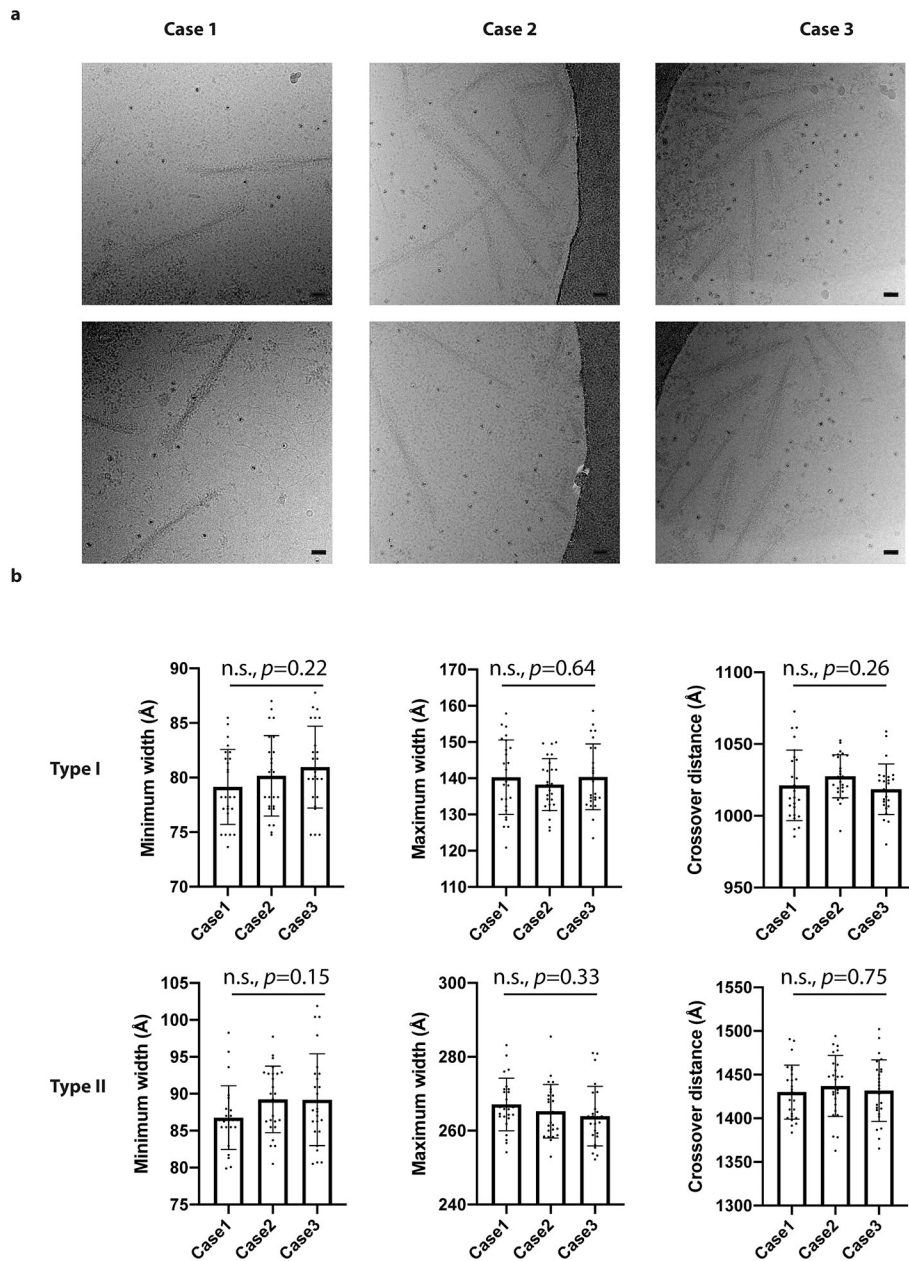 a
Case 1
Case 2
Case 3
b
Type I
n.s., p=0.22
Minimum width (Å)
90
85
80
75
70
Case1
Case2
Case3
n.s., p=0.64
Maximum width (Å)
170
160
150
140
130
120
110
Case1
Case2
Case3
n.s., p=0.26
Crossover distance (Å)
1100
1050
1000
950
Case1
Case2
Case3
Type II
n.s., p=0.15
Minimum width (Å)
105
100
95
90
85
80
75
Case1
Case2
Case3
n.s., p=0.33
Maximum width (Å)
300
280
260
240
Case1
Case2
Case3
n.s., p=0.75
Crossover distance (Å)
1550
1500
1450
1400
1350
1300
Case1
Case2
Case3